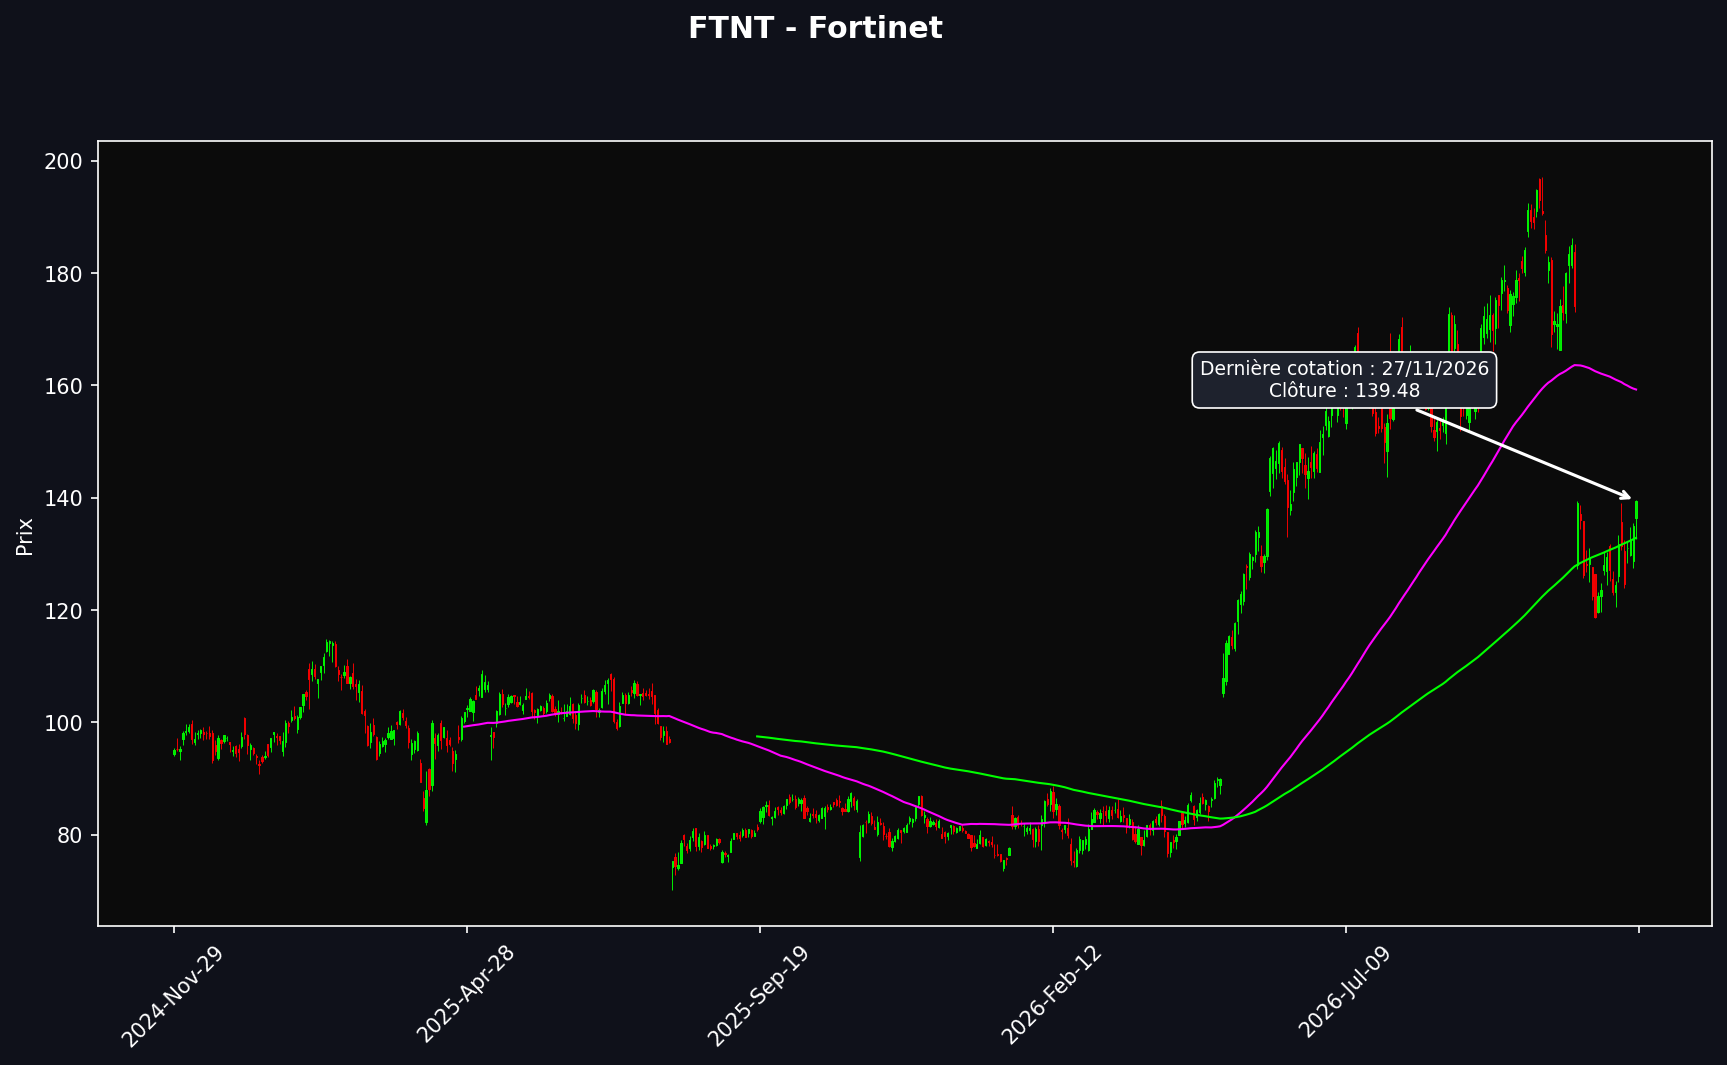 FTNT - Fortinet
200
180
160
140
120
100
80
Prix
Dernière cotation : 27/11/2026
Clôture : 139.48
2024-Nov-29
2025-Apr-28
2025-Sep-19
2026-Feb-12
2026-Jul-09